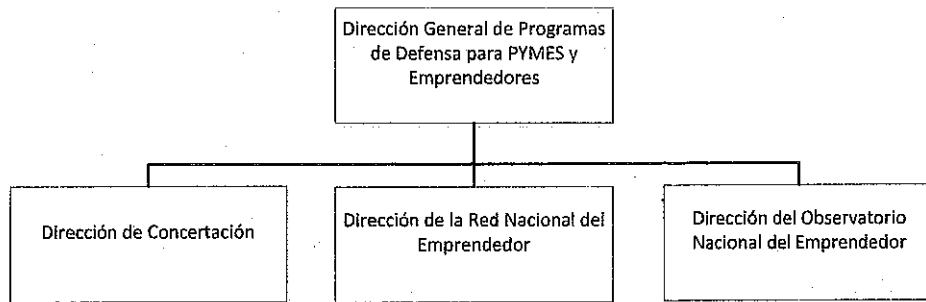 Dirección General de Programas
de Defensa para PYMES y
Emprendedores
Dirección de Concertación
Dirección de la Red Nacional del
Emprendedor
Dirección del Observatorio
Nacional del Emprendedor